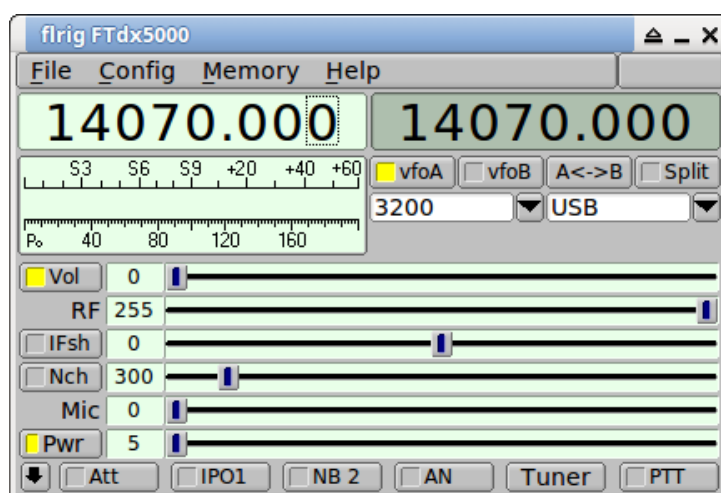 flrig FTdx5000
File Config Memory Help
14070.000 14070.000
S3 S6 S9 +20 +40 +60
vfoA vfoB A<->B Split
3200 USB
Po 40 80 120 160
Vol 0
RF 255
IFsh 0
Nch 300
Mic 0
Pwr 5
Att IPO1 NB 2 AN Tuner PTT